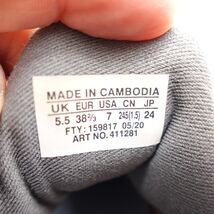 MADE IN CAMBODIA
UK EUR USA CN JP
5.5 38⅔ 7 245(1.5) 24
FTY: 159817 05/20
ART NO.411281